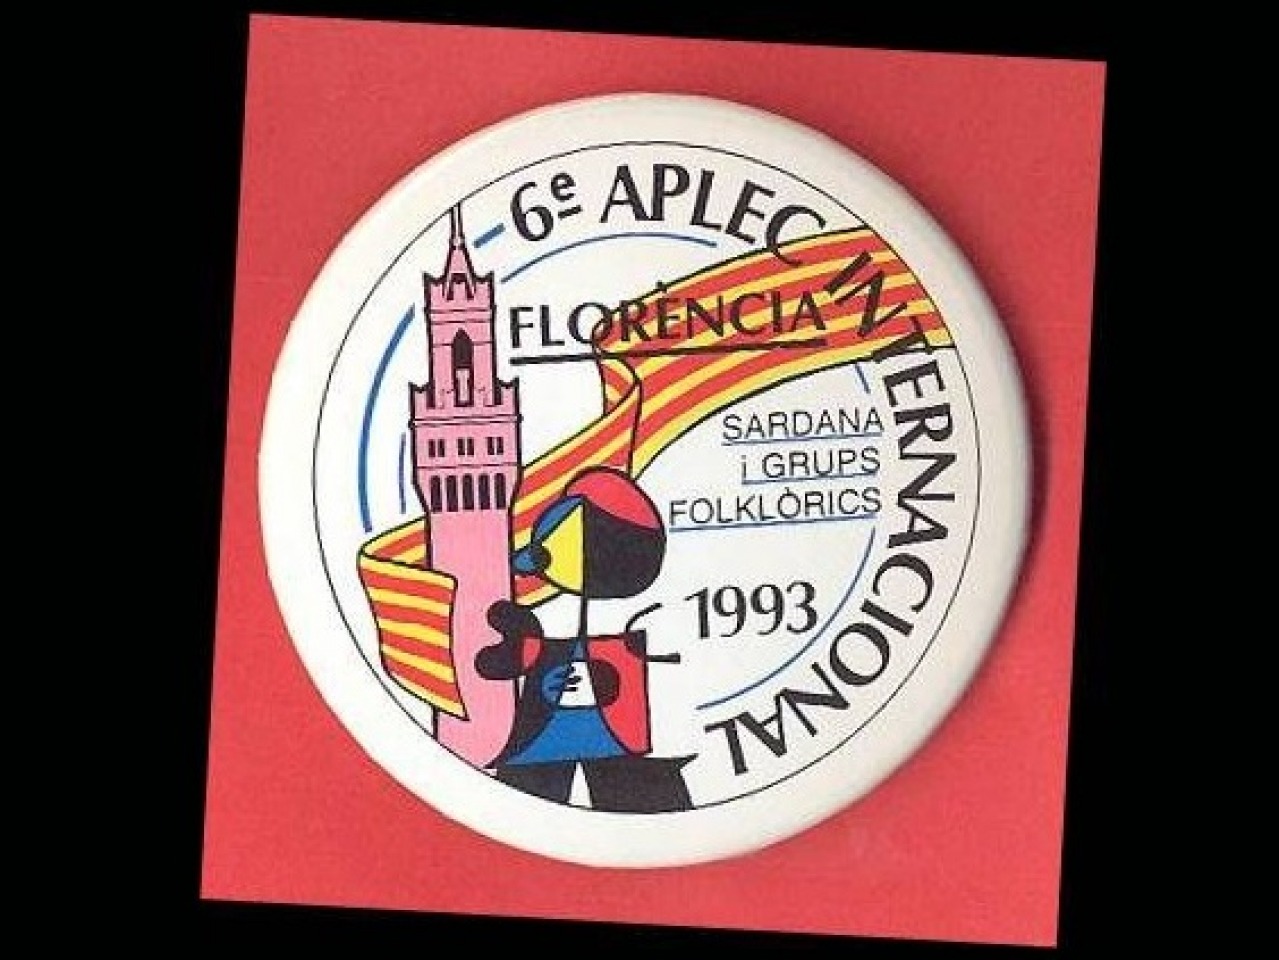 6e APLEC INTERNACIONAL
FLORÈNCIA
SARDANA
i GRUPS
FOLKLÒRICS
1993